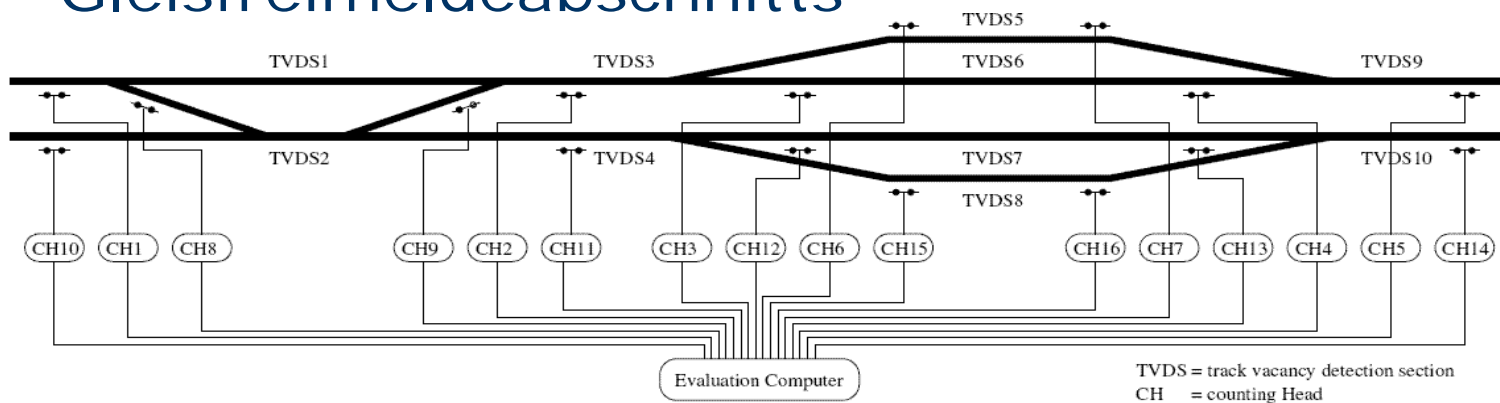 Gleisfreimeldeabschnitts
TVDS5
TVDS1 TVDS3 TVDS6 TVDS9
TVDS2 TVDS4 TVDS7 TVDS10
TVDS8
CH10 CH1 CH8 CH9 CH2 CH11 CH3 CH12 CH6 CH15 CH16 CH7 CH13 CH4 CH5 CH14
Evaluation Computer
TVDS = track vacancy detection section
CH = counting Head